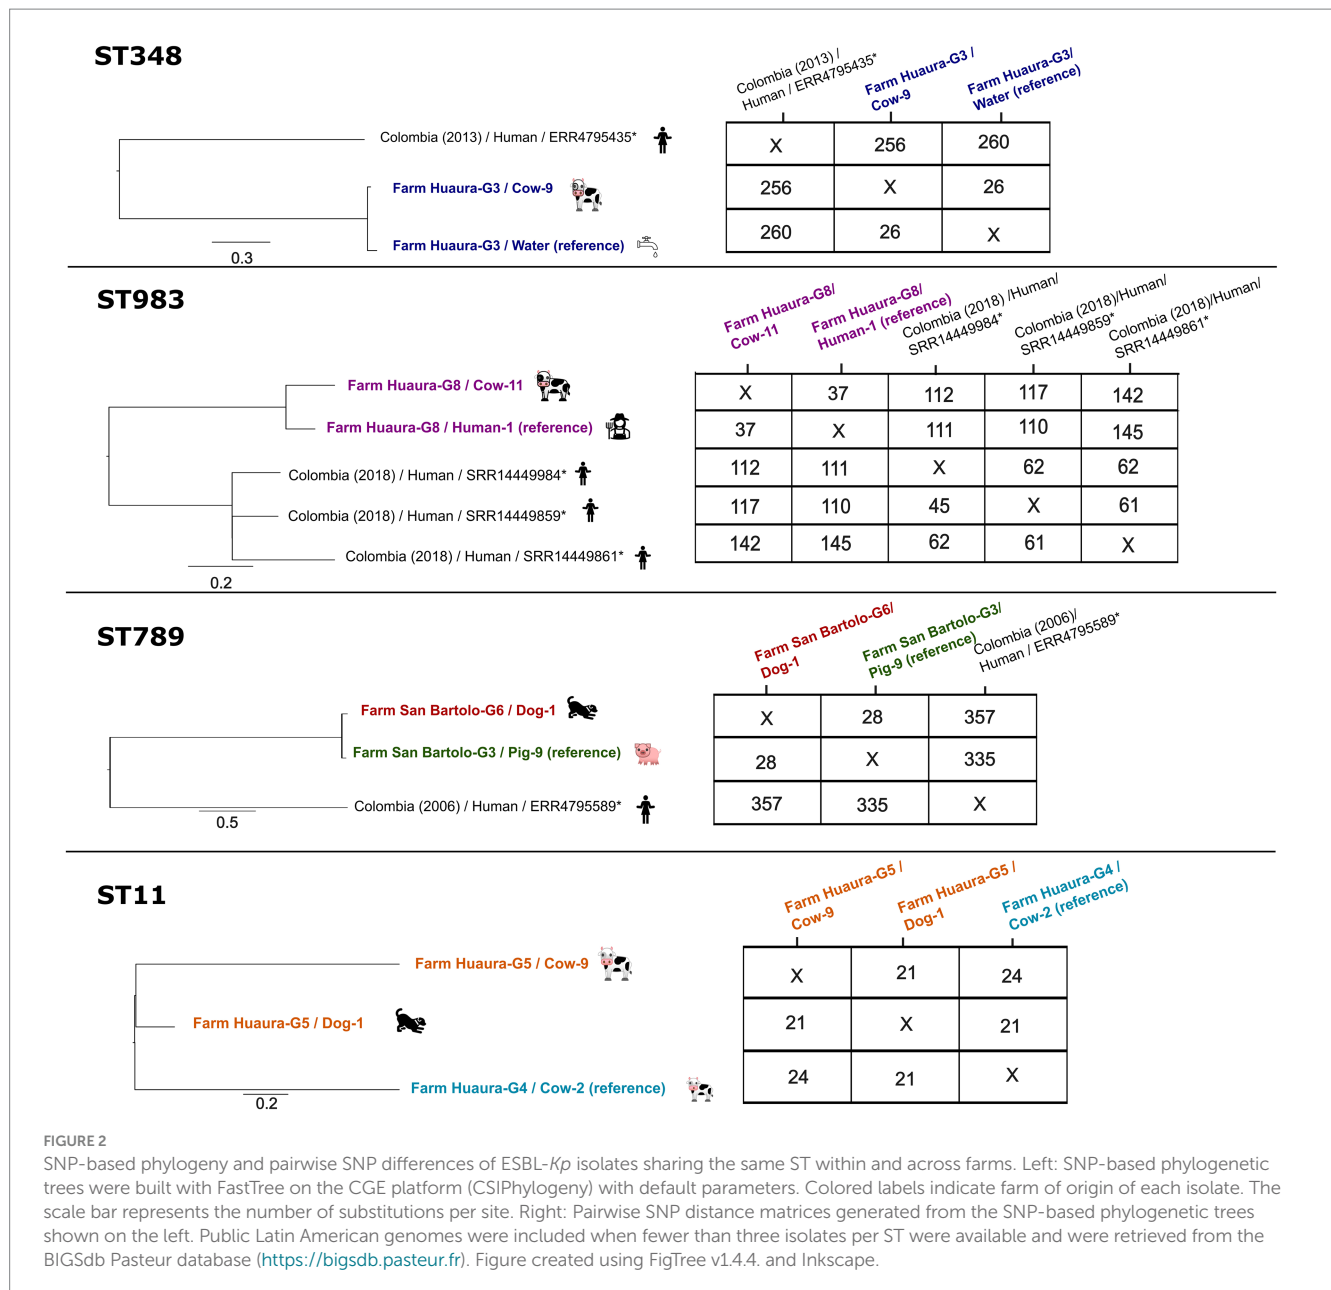 ST348
Colombia (2013) /
Human / ERR4795435*
Farm Huaura-G3 /
Cow-9
Farm Huaura-G3/
Water (reference)
Colombia (2013) / Human / ERR4795435*
Farm Huaura-G3 / Cow-9
Farm Huaura-G3 / Water (reference)
0.3
X 256 260
256 X 26
260 26 X
ST983
Farm Huaura-G8/
Cow-11
Farm Huaura-G8/
Human-1 (reference)
Colombia (2018) /Human/
SRR14449984*
Colombia (2018)/Human/
SRR14449859*
Colombia (2018)/Human/
SRR14449861*
Farm Huaura-G8 / Cow-11
Farm Huaura-G8 / Human-1 (reference)
Colombia (2018) / Human / SRR14449984*
Colombia (2018) / Human / SRR14449859*
Colombia (2018) / Human / SRR14449861*
0.2
X 37 112 117 142
37 X 111 110 145
112 111 X 62 62
117 110 45 X 61
142 145 62 61 X
ST789
Farm San Bartolo-G6/
Dog-1
Farm San Bartolo-G3/
Pig-9 (reference)
Colombia (2006)/
Human / ERR4795589*
Farm San Bartolo-G6 / Dog-1
Farm San Bartolo-G3 / Pig-9 (reference)
Colombia (2006) / Human / ERR4795589*
0.5
X 28 357
28 X 335
357 335 X
ST11
Farm Huaura-G5 /
Cow-9
Farm Huaura-G5 /
Dog-1
Farm Huaura-G4 /
Cow-2 (reference)
Farm Huaura-G5 / Cow-9
Farm Huaura-G5 / Dog-1
Farm Huaura-G4 / Cow-2 (reference)
0.2
X 21 24
21 X 21
24 21 X
FIGURE 2
SNP-based phylogeny and pairwise SNP differences of ESBL-Kp isolates sharing the same ST within and across farms. Left: SNP-based phylogenetic
trees were built with FastTree on the CGE platform (CSIPhylogeny) with default parameters. Colored labels indicate farm of origin of each isolate. The
scale bar represents the number of substitutions per site. Right: Pairwise SNP distance matrices generated from the SNP-based phylogenetic trees
shown on the left. Public Latin American genomes were included when fewer than three isolates per ST were available and were retrieved from the
BIGSdb Pasteur database (https://bigsdb.pasteur.fr). Figure created using FigTree v1.4.4. and Inkscape.